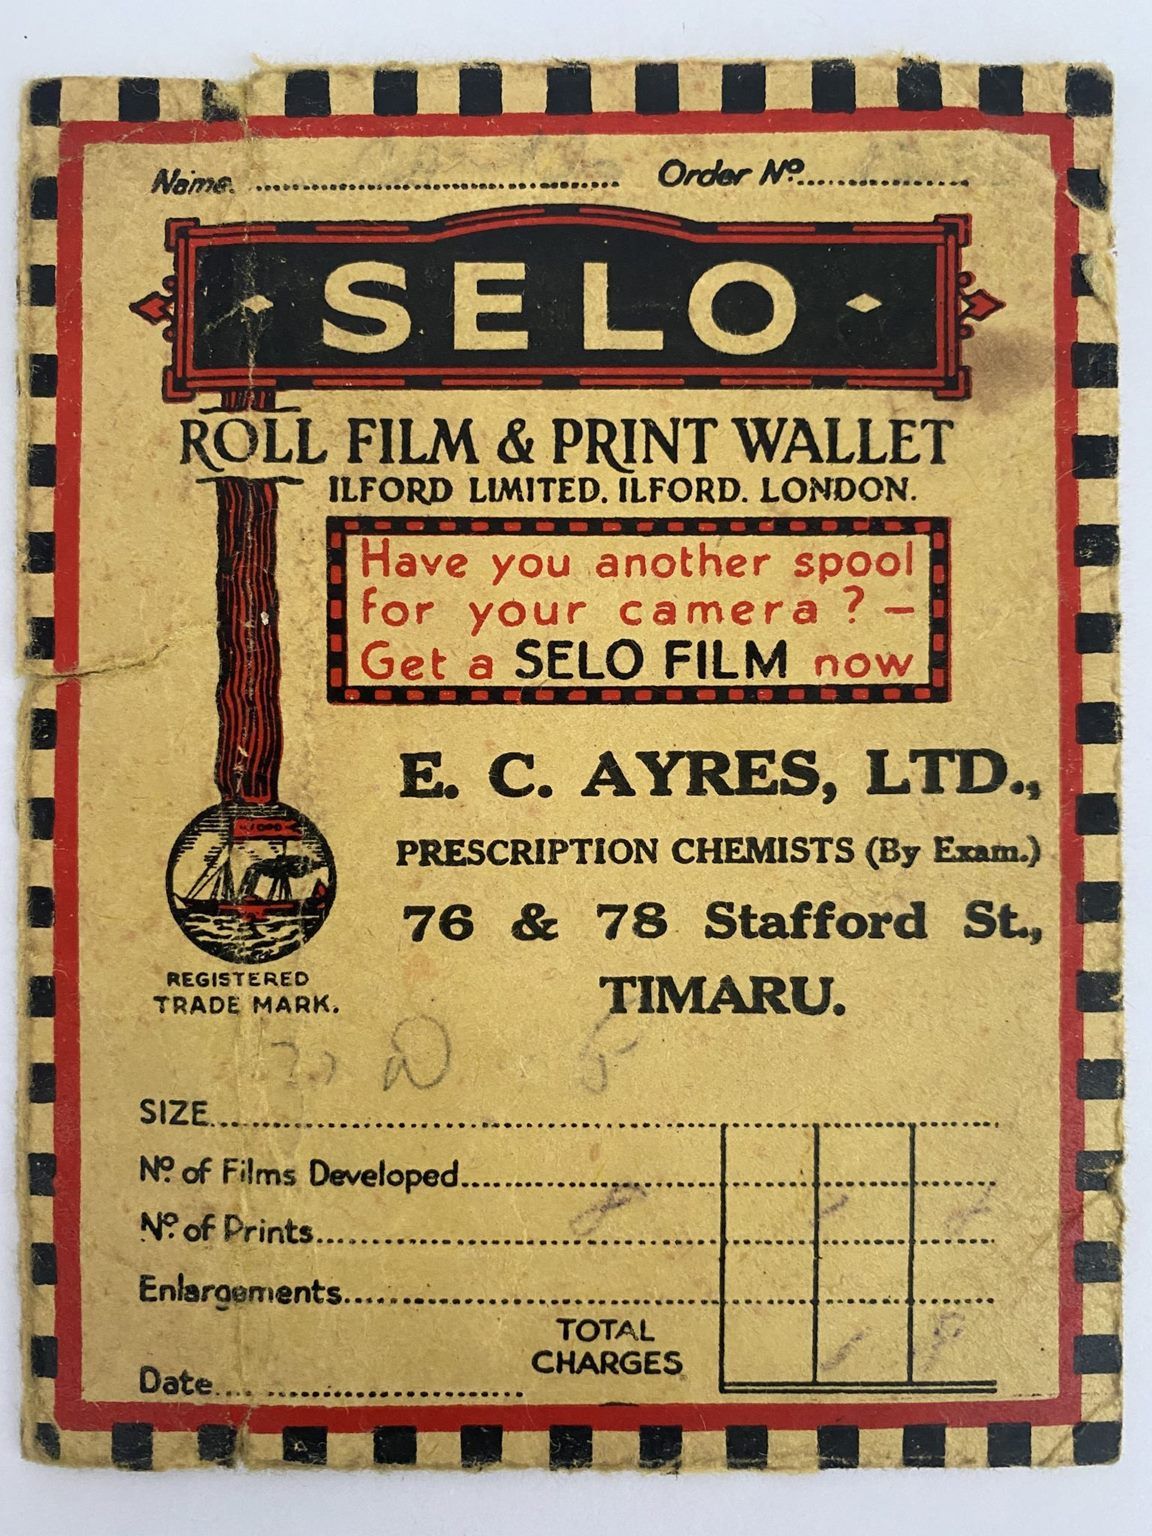 Name.
Order No.
SELO
ROLL FILM & PRINT WALLET
ILFORD LIMITED. ILFORD. LONDON.
Have you another spool
for your camera? –
Get a SELO FILM now
E. C. AYRES, LTD.,
PRESCRIPTION CHEMISTS (By Exam.)
76 & 78 Stafford St.,
TIMARU.
REGISTERED
TRADE MARK.
SIZE
No. of Films Developed
No. of Prints
Enlargements
TOTAL
CHARGES
Date